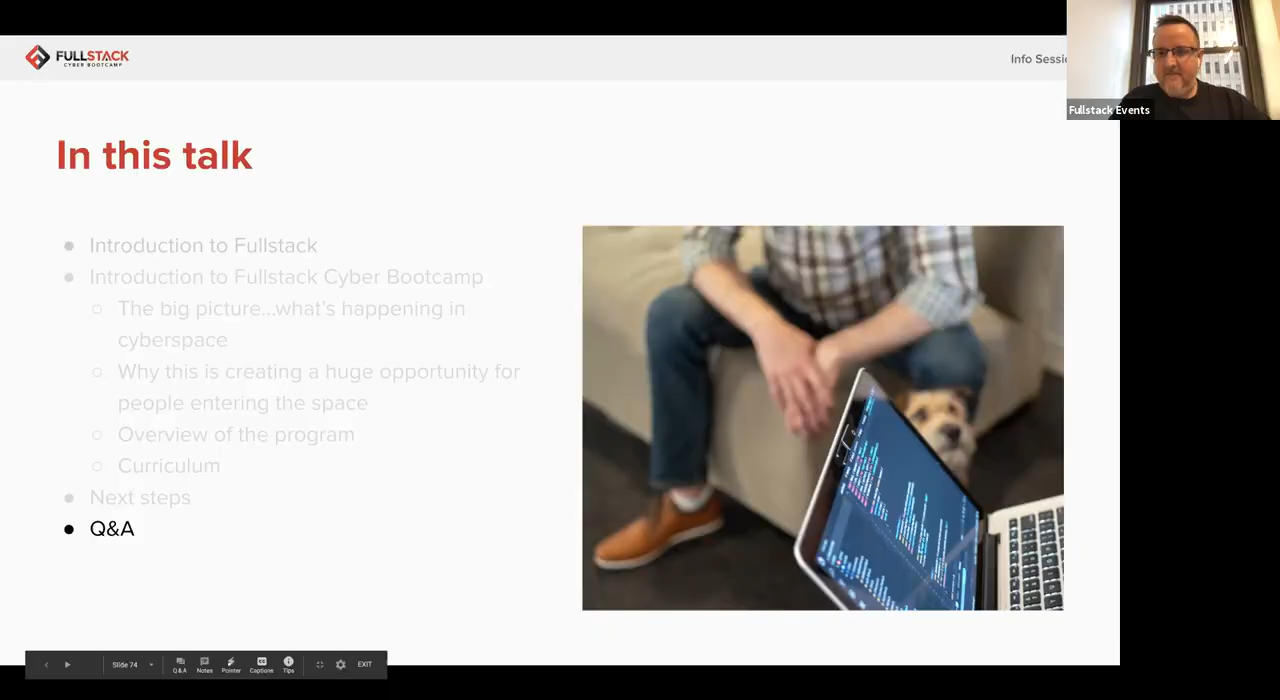 FULLSTACK
CYBER BOOTCAMP
Info Sessi
Fullstack Events
In this talk
Introduction to Fullstack
Introduction to Fullstack Cyber Bootcamp
The big picture...what's happening in
cyberspace
Why this is creating a huge opportunity for
people entering the space
Overview of the program
Curriculum
Next steps
Q&A
Slide 74
Q&A
Notes
Pointer
Captions
Tips
EXIT